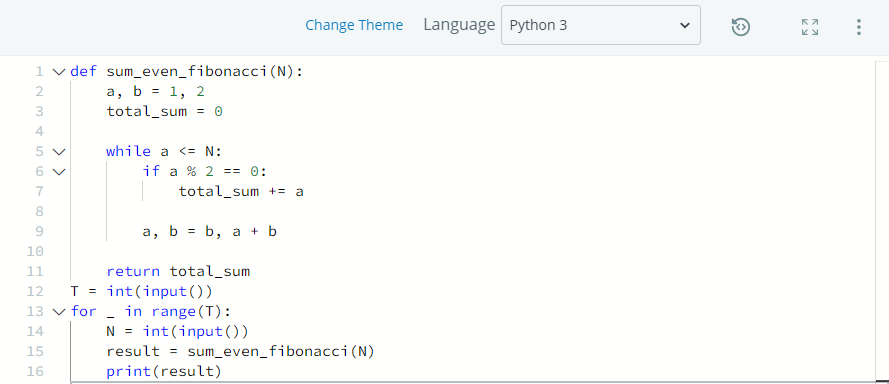 Change Theme Language Python 3
1 def sum_even_fibonacci(N):
2 a, b = 1, 2
3 total_sum = 0
4
5 while a <= N:
6 if a % 2 == 0:
7 total_sum += a
8
9 a, b = b, a + b
10
11 return total_sum
12 T = int(input())
13 for _ in range(T):
14 N = int(input())
15 result = sum_even_fibonacci(N)
16 print(result)